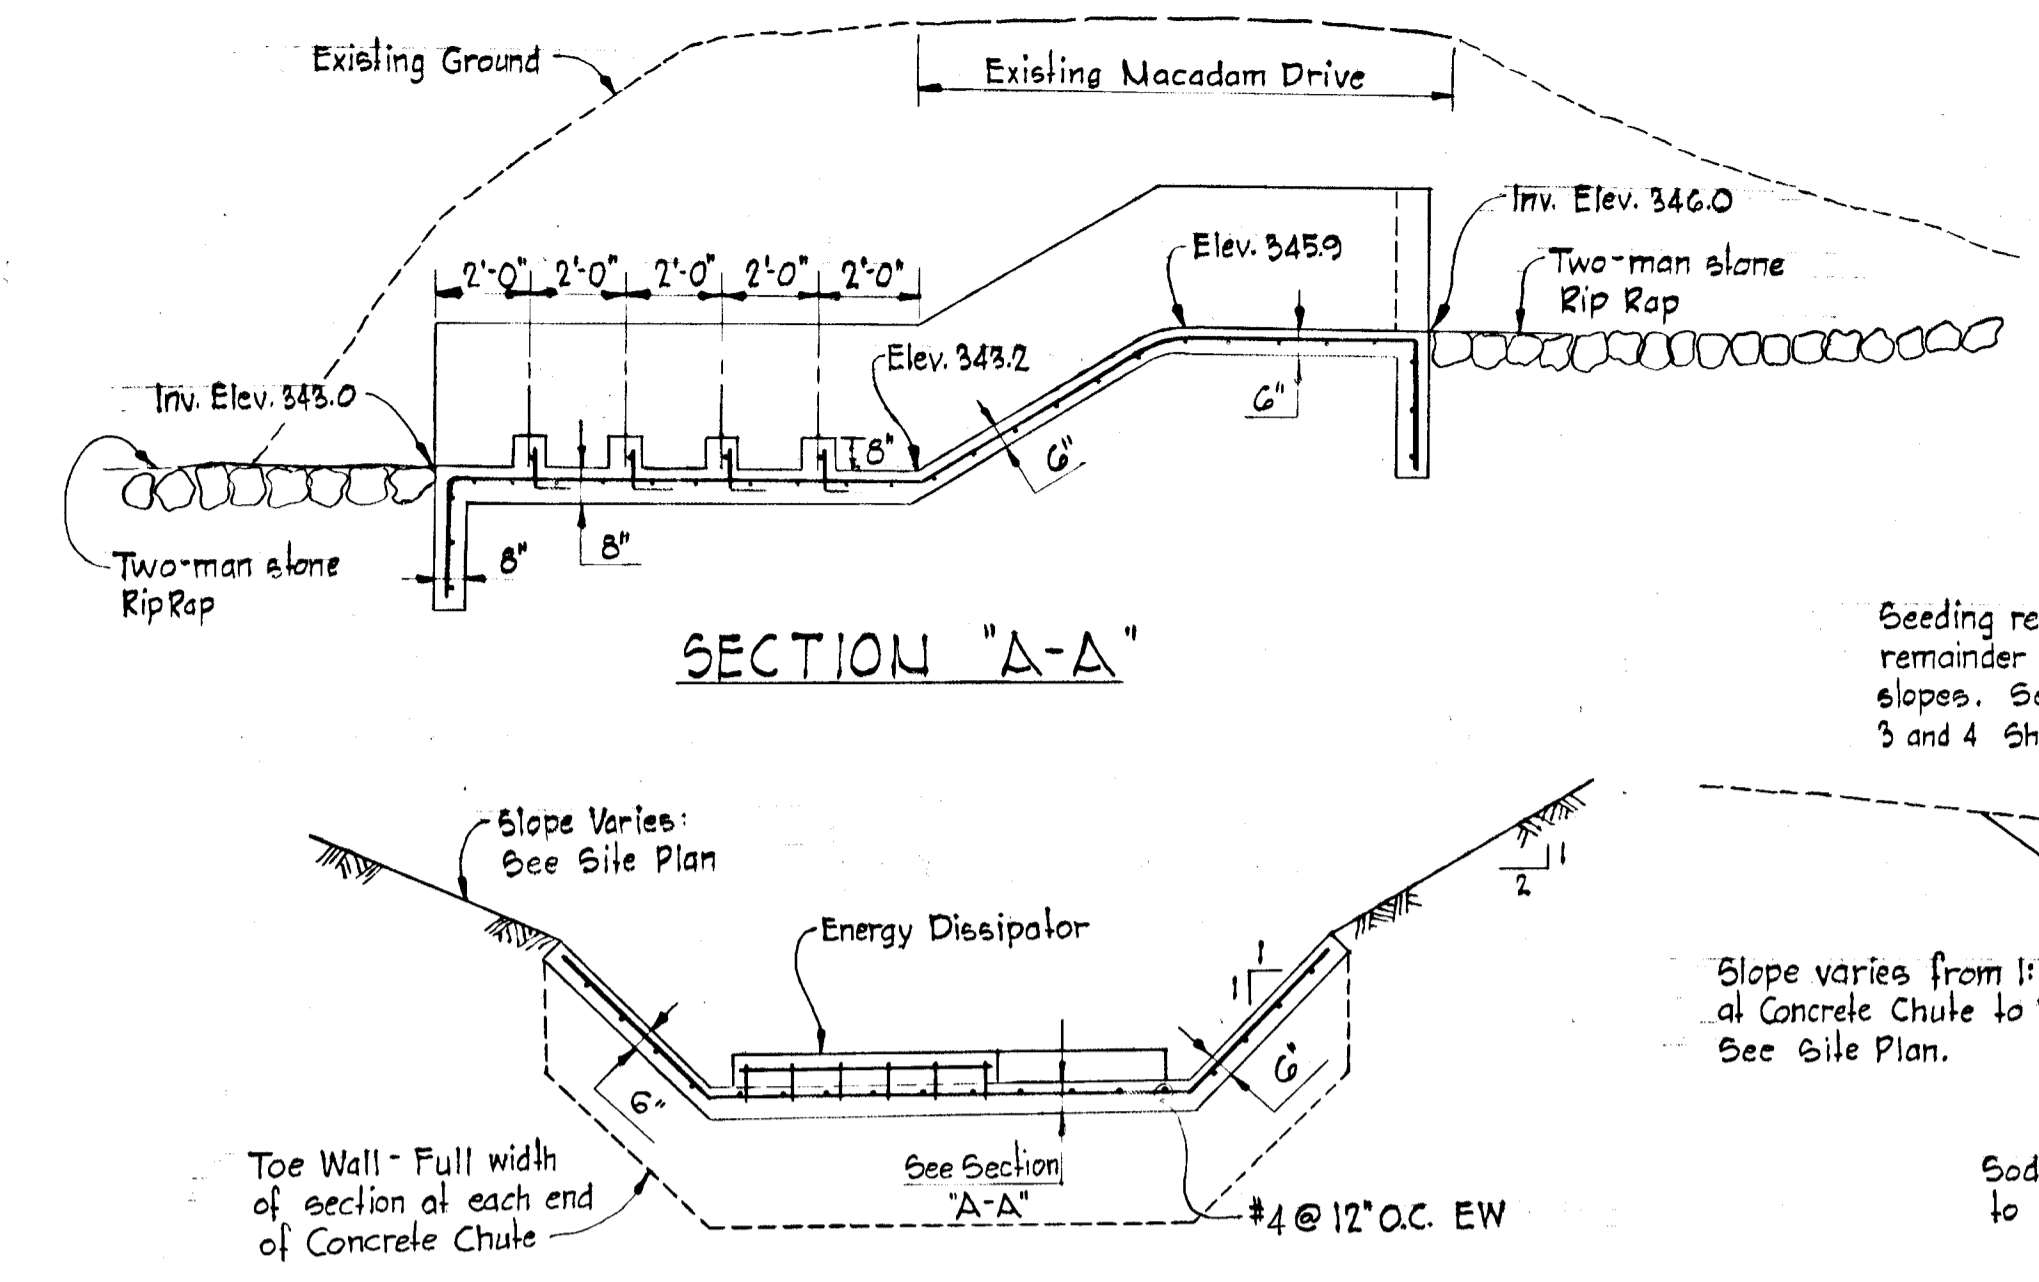 Existing Ground
Existing Macadam Drive
Inv. Elev. 346.0
Elev. 345.9
Two-man stone
Rip Rap
2'-0" 2'-0" 2'-0" 2'-0" 2'-0"
Elev. 343.2
Inv. Elev. 343.0
6"
8"
6"
8"
8"
Two-man stone
Rip Rap
SECTION "A-A"
Seeding re
remainder
slopes. Se
3 and 4 Sh
Slope Varies:
See Site Plan
1
2
Energy Dissipator
1
1
Slope varies from 1:
at Concrete Chute to
See Site Plan.
6"
6"
Toe Wall - Full width
of section at each end
of Concrete Chute
See Section
"A-A"
#4 @ 12" O.C. EW
Sod
to